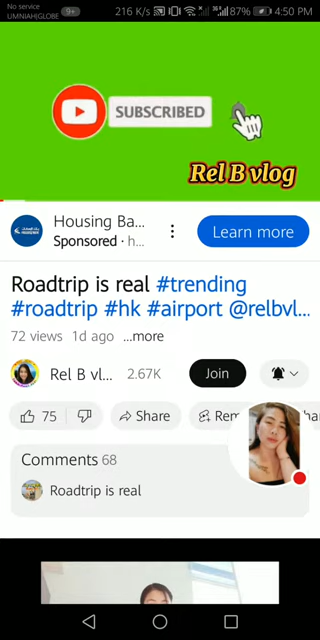 No service
UMNIAH|GLOBE
9+
216 K/s
87%
4:50 PM
SUBSCRIBED
Rel B vlog
Housing Ba...
Sponsored · h...
Learn more
Roadtrip is real #trending
#roadtrip #hk #airport @relbvl...
72 views 1d ago ...more
Rel B vl... 2.67K
Join
75
Share
Comments 68
Roadtrip is real